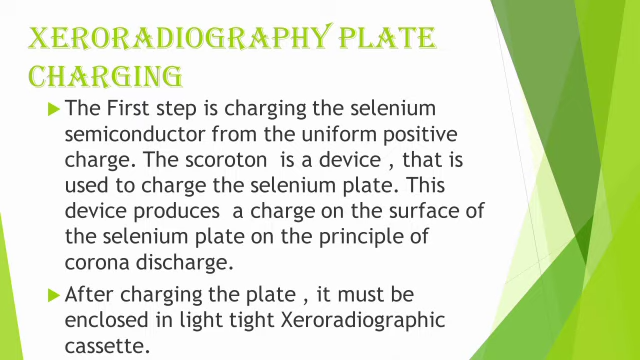 XERORADIOGRAPHY PLATE
CHARGING
The First step is charging the selenium
semiconductor from the uniform positive
charge. The scoroton is a device , that is
used to charge the selenium plate. This
device produces a charge on the surface of
the selenium plate on the principle of
corona discharge.
After charging the plate , it must be
enclosed in light tight Xeroradiographic
cassette.